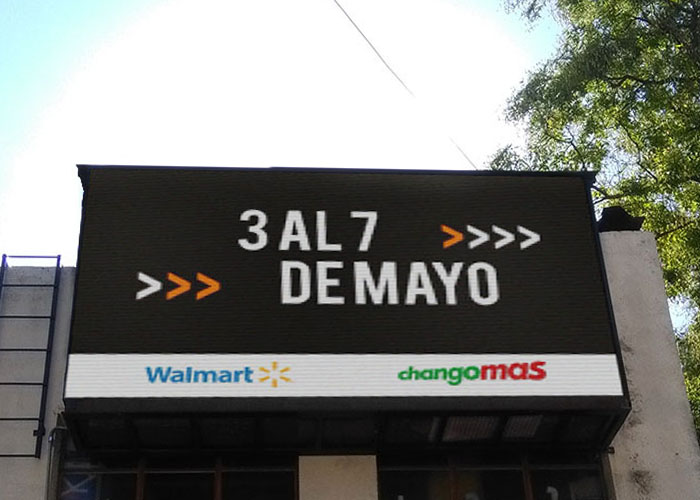 3 AL 7 >>>>
>>> DE MAYO
Walmart changomas